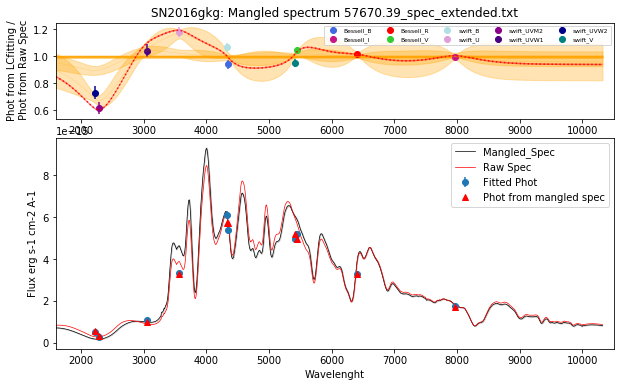 SN2016gkg: Mangled spectrum 57670.39_spec_extended.txt
Phot from LCfitting /
Phot from Raw Spec
1.2
1.0
0.8
0.6
Bessell_B
Bessell_I
Bessell_R
Bessell_V
swift_B
swift_U
swift_UVM2
swift_UVW1
swift_UVW2
swift_V
2000 3000 4000 5000 6000 7000 8000 9000 10000
Flux erg s-1 cm-2 A-1
8
6
4
2
0
Mangled_Spec
Raw Spec
Fitted Phot
Phot from mangled spec
2000 3000 4000 5000 6000 7000 8000 9000 10000
Wavelenght